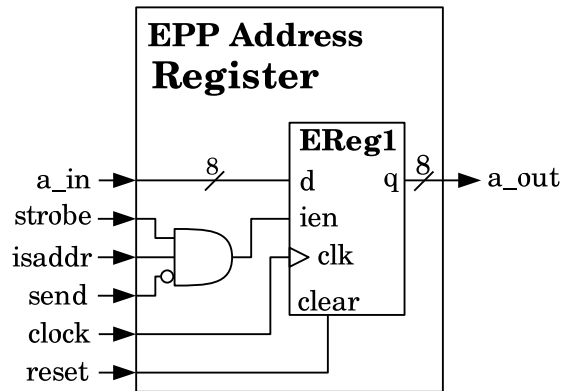 EPP Address
Register
EReg1
a_in
8
d
q
8
a_out
strobe
ien
isaddr
clk
send
clear
clock
reset